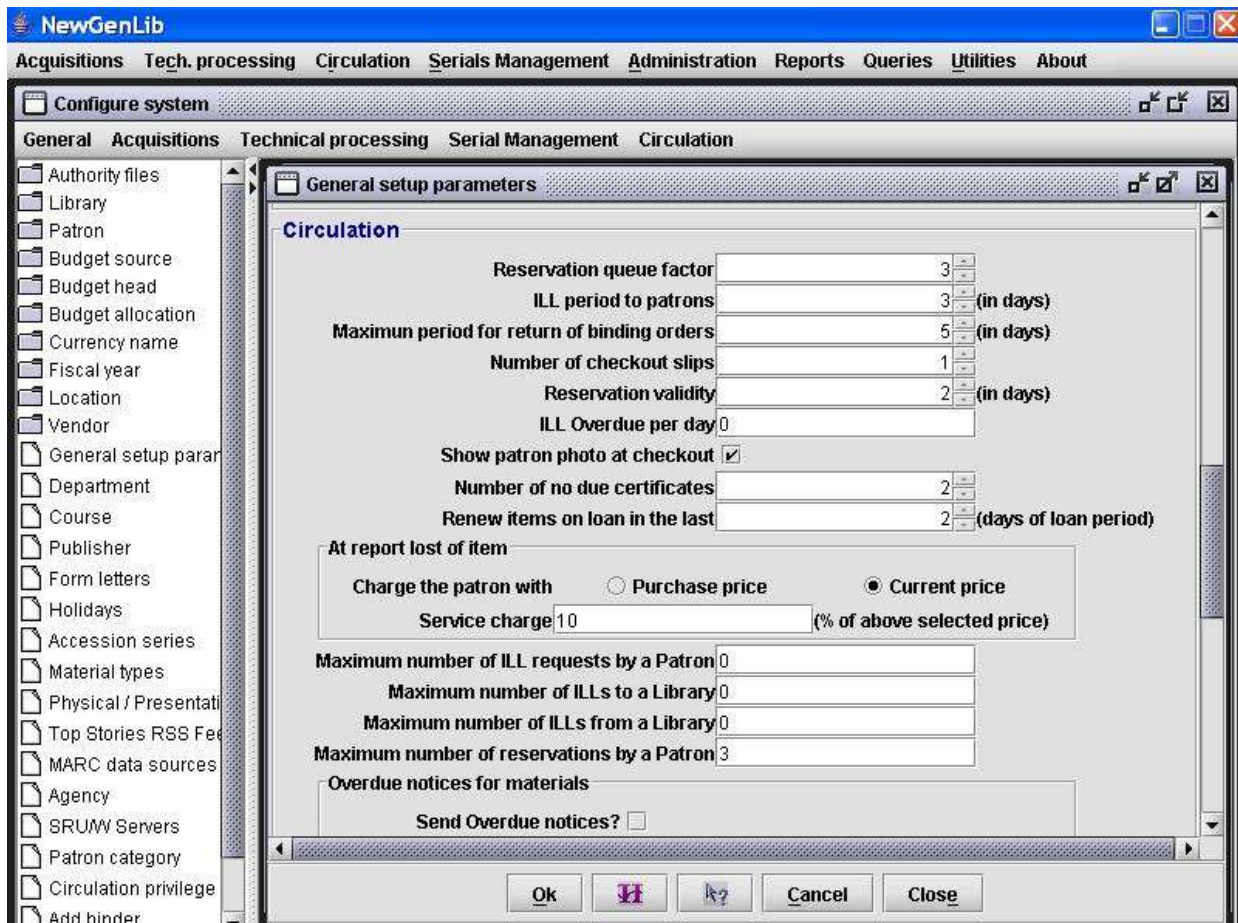 NewGenLib
Acquisitions Tech. processing Circulation Serials Management Administration Reports Queries Utilities About
Configure system
General Acquisitions Technical processing Serial Management Circulation
Authority files
Library
Patron
Budget source
Budget head
Budget allocation
Currency name
Fiscal year
Location
Vendor
General setup paran
Department
Course
Publisher
Form letters
Holidays
Accession series
Material types
Physical / Presentati
Top Stories RSS Fee
MARC data sources
Agency
SRU/W Servers
Patron category
Circulation privilege
Add binder
General setup parameters
Circulation
Reservation queue factor 3
ILL period to patrons 3 (in days)
Maximun period for return of binding orders 5 (in days)
Number of checkout slips 1
Reservation validity 2 (in days)
ILL Overdue per day 0
Show patron photo at checkout
Number of no due certificates 2
Renew items on loan in the last 2 (days of loan period)
At report lost of item
Charge the patron with Purchase price Current price
Service charge 10 (% of above selected price)
Maximum number of ILL requests by a Patron 0
Maximum number of ILLs to a Library 0
Maximum number of ILLs from a Library 0
Maximum number of reservations by a Patron 3
Overdue notices for materials
Send Overdue notices?
Ok Cancel Close